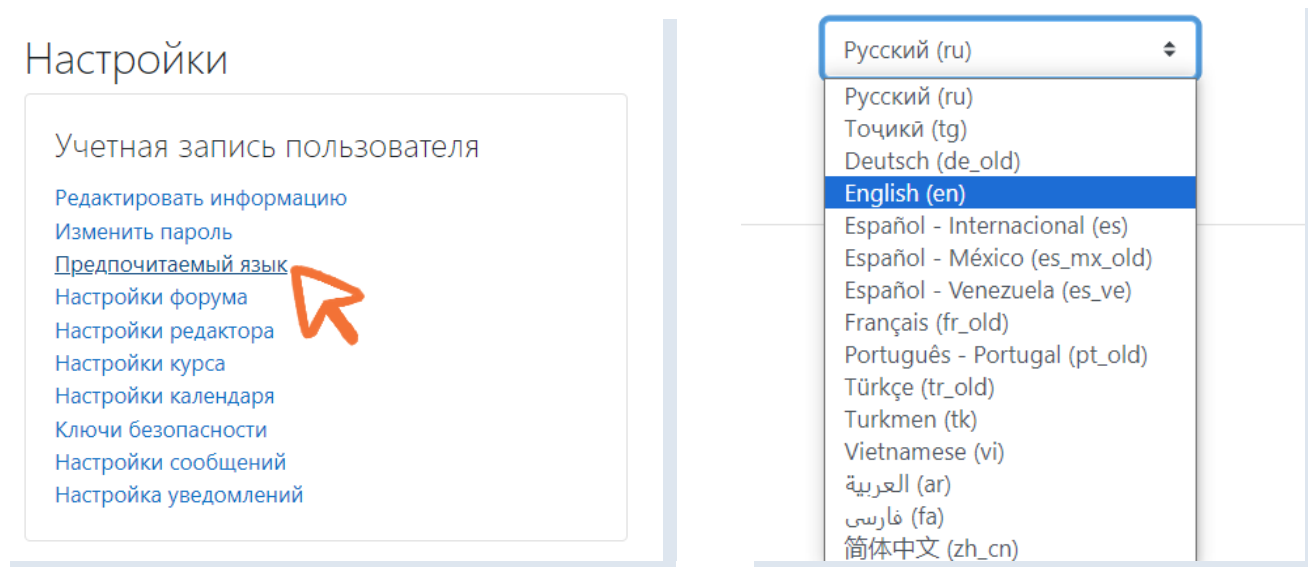 Настройки
Учетная запись пользователя
Редактировать информацию
Изменить пароль
Предпочитаемый язык
Настройки форума
Настройки редактора
Настройки курса
Настройки календаря
Ключи безопасности
Настройки сообщений
Настройка уведомлений
Русский (ru)
Русский (ru)
Тоҷикӣ (tg)
Deutsch (de_old)
English (en)
Español - Internacional (es)
Español - México (es_mx_old)
Español - Venezuela (es_ve)
Français (fr_old)
Português - Portugal (pt_old)
Türkçe (tr_old)
Turkmen (tk)
Vietnamese (vi)
العربية (ar)
فارسی (fa)
简体中文 (zh_cn)